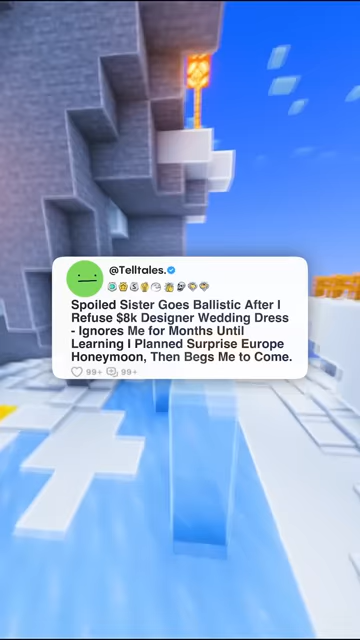 @Telltales.
Spoiled Sister Goes Ballistic After I
Refuse $8k Designer Wedding Dress
- Ignores Me for Months Until
Learning I Planned Surprise Europe
Honeymoon, Then Begs Me to Come.
99+ 99+